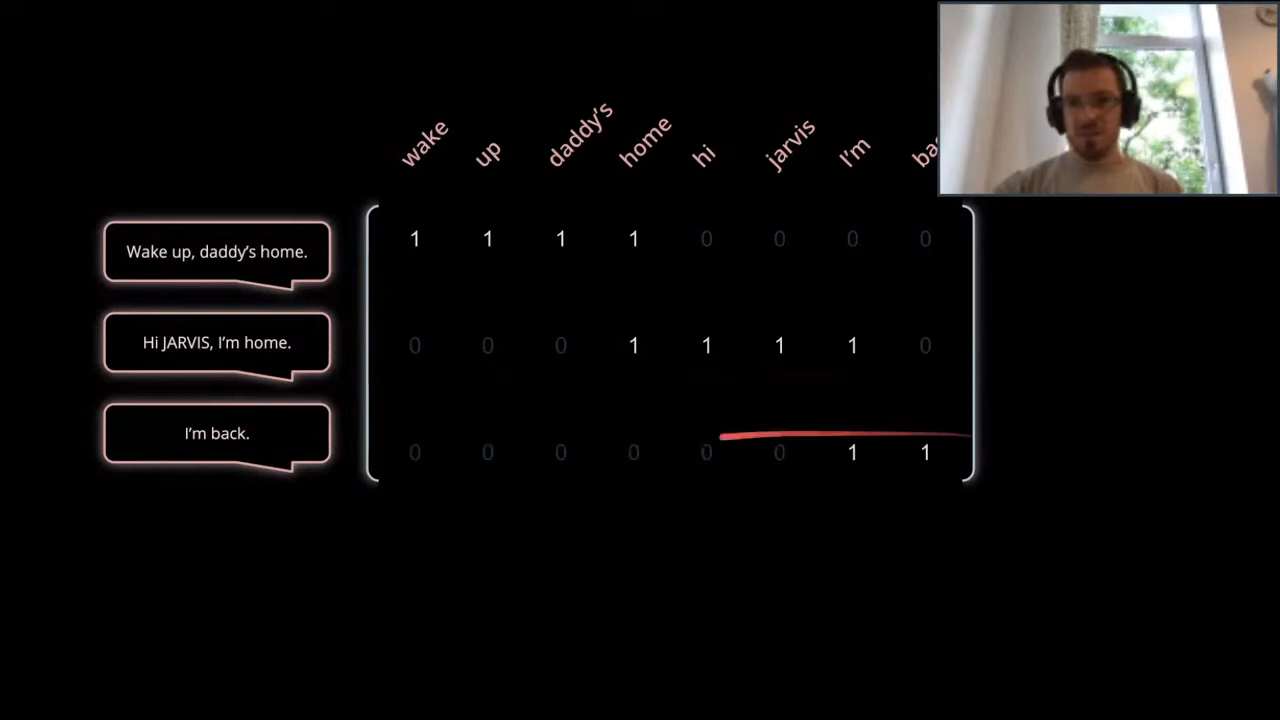 wake up daddy's home hi jarvis I'm
Wake up, daddy's home. 1 1 1 1 0 0 0 0
Hi JARVIS, I'm home. 0 0 0 1 1 1 1 0
I'm back. 0 0 0 0 0 0 1 1